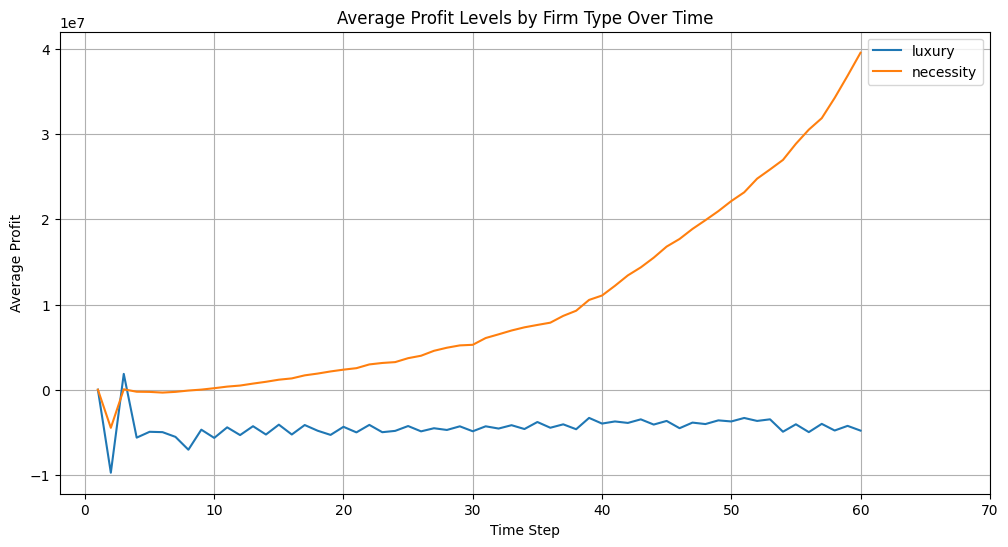 Average Profit Levels by Firm Type Over Time
1e7
luxury
necessity
4
3
2
1
0
−1
Average Profit
0 10 20 30 40 50 60 70
Time Step